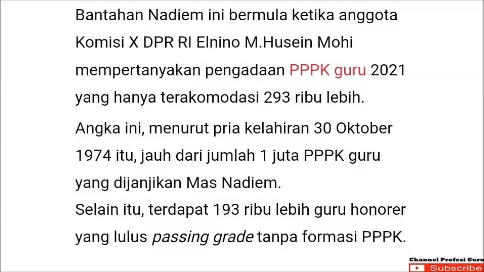 Bantahan Nadiem ini bermula ketika anggota
Komisi X DPR RI Elnino M.Husein Mohi
mempertanyakan pengadaan PPPK guru 2021
yang hanya terakomodasi 293 ribu lebih.
Angka ini, menurut pria kelahiran 30 Oktober
1974 itu, jauh dari jumlah 1 juta PPPK guru
yang dijanjikan Mas Nadiem.
Selain itu, terdapat 193 ribu lebih guru honorer
yang lulus passing grade tanpa formasi PPPK.
Channel Profesi Guru
Subscribe